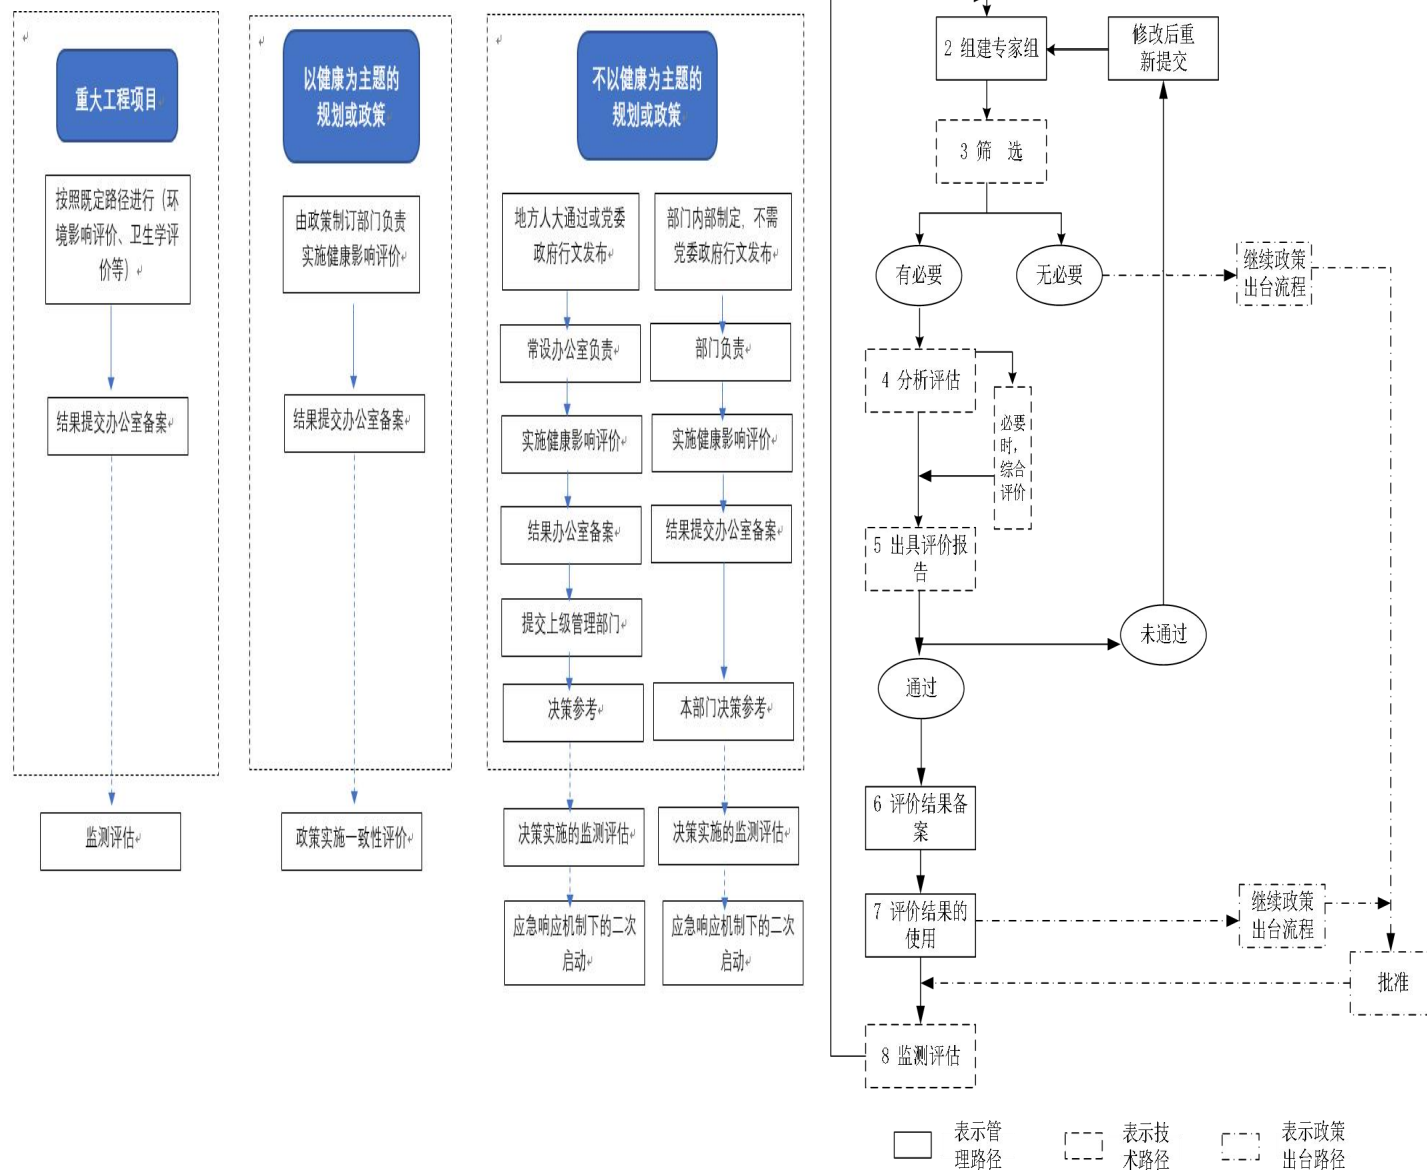 重大工程项目
按照既定路径进行（环
境影响评价、卫生学评
价等）
结果提交办公室备案
监测评估
以健康为主题的
规划或政策
由政策制订部门负责
实施健康影响评价
结果提交办公室备案
政策实施一致性评价
不以健康为主题的
规划或政策
地方人大通过或党委
政府行文发布
常设办公室负责
实施健康影响评价
结果办公室备案
提交上级管理部门
决策参考
决策实施的监测评估
应急响应机制下的二次
启动
部门内部制定，不需
党委政府行文发布
部门负责
实施健康影响评价
结果提交办公室备案
本部门决策参考
决策实施的监测评估
应急响应机制下的二次
启动
2 组建专家组
修改后重
新提交
3 筛 选
有必要
无必要
继续政策
出台流程
4 分析评估
必要
时，
综合
评价
5 出具评价报
告
未通过
通过
6 评价结果备
案
7 评价结果的
使用
继续政策
出台流程
批准
8 监测评估
表示管
理路径
表示技
术路径
表示政策
出台路径